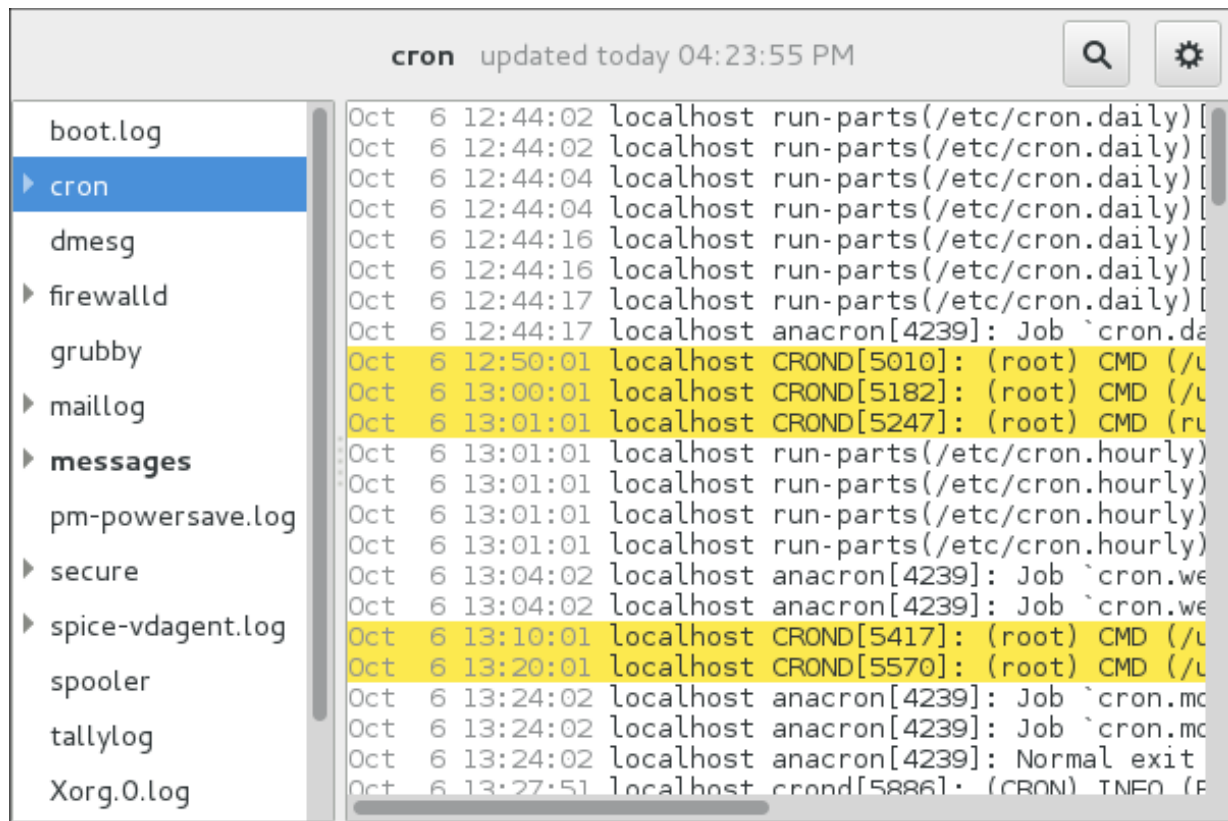 cron updated today 04:23:55 PM
boot.log
cron
dmesg
firewalld
grubby
maillog
messages
pm-powersave.log
secure
spice-vdagent.log
spooler
tallylog
Xorg.0.log
Oct 6 12:44:02 localhost run-parts(/etc/cron.daily)[
Oct 6 12:44:02 localhost run-parts(/etc/cron.daily)[
Oct 6 12:44:04 localhost run-parts(/etc/cron.daily)[
Oct 6 12:44:04 localhost run-parts(/etc/cron.daily)[
Oct 6 12:44:16 localhost run-parts(/etc/cron.daily)[
Oct 6 12:44:16 localhost run-parts(/etc/cron.daily)[
Oct 6 12:44:17 localhost run-parts(/etc/cron.daily)[
Oct 6 12:44:17 localhost anacron[4239]: Job `cron.da
Oct 6 12:50:01 localhost CROND[5010]: (root) CMD (/u
Oct 6 13:00:01 localhost CROND[5182]: (root) CMD (/u
Oct 6 13:01:01 localhost CROND[5247]: (root) CMD (ru
Oct 6 13:01:01 localhost run-parts(/etc/cron.hourly)
Oct 6 13:01:01 localhost run-parts(/etc/cron.hourly)
Oct 6 13:01:01 localhost run-parts(/etc/cron.hourly)
Oct 6 13:01:01 localhost run-parts(/etc/cron.hourly)
Oct 6 13:04:02 localhost anacron[4239]: Job `cron.we
Oct 6 13:04:02 localhost anacron[4239]: Job `cron.we
Oct 6 13:10:01 localhost CROND[5417]: (root) CMD (/u
Oct 6 13:20:01 localhost CROND[5570]: (root) CMD (/u
Oct 6 13:24:02 localhost anacron[4239]: Job `cron.mo
Oct 6 13:24:02 localhost anacron[4239]: Job `cron.mo
Oct 6 13:24:02 localhost anacron[4239]: Normal exit
Oct 6 13:27:51 localhost crond[5886]: (CRON) INFO